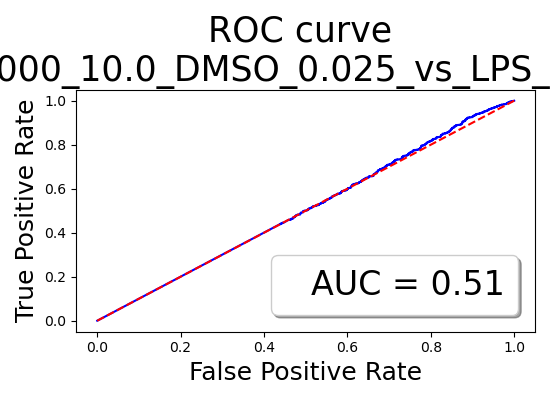 ROC curve
000_10.0_DMSO_0.025_vs_LPS_
True Positive Rate
1.0
0.8
0.6
0.4
0.2
0.0
AUC = 0.51
0.0 0.2 0.4 0.6 0.8 1.0
False Positive Rate